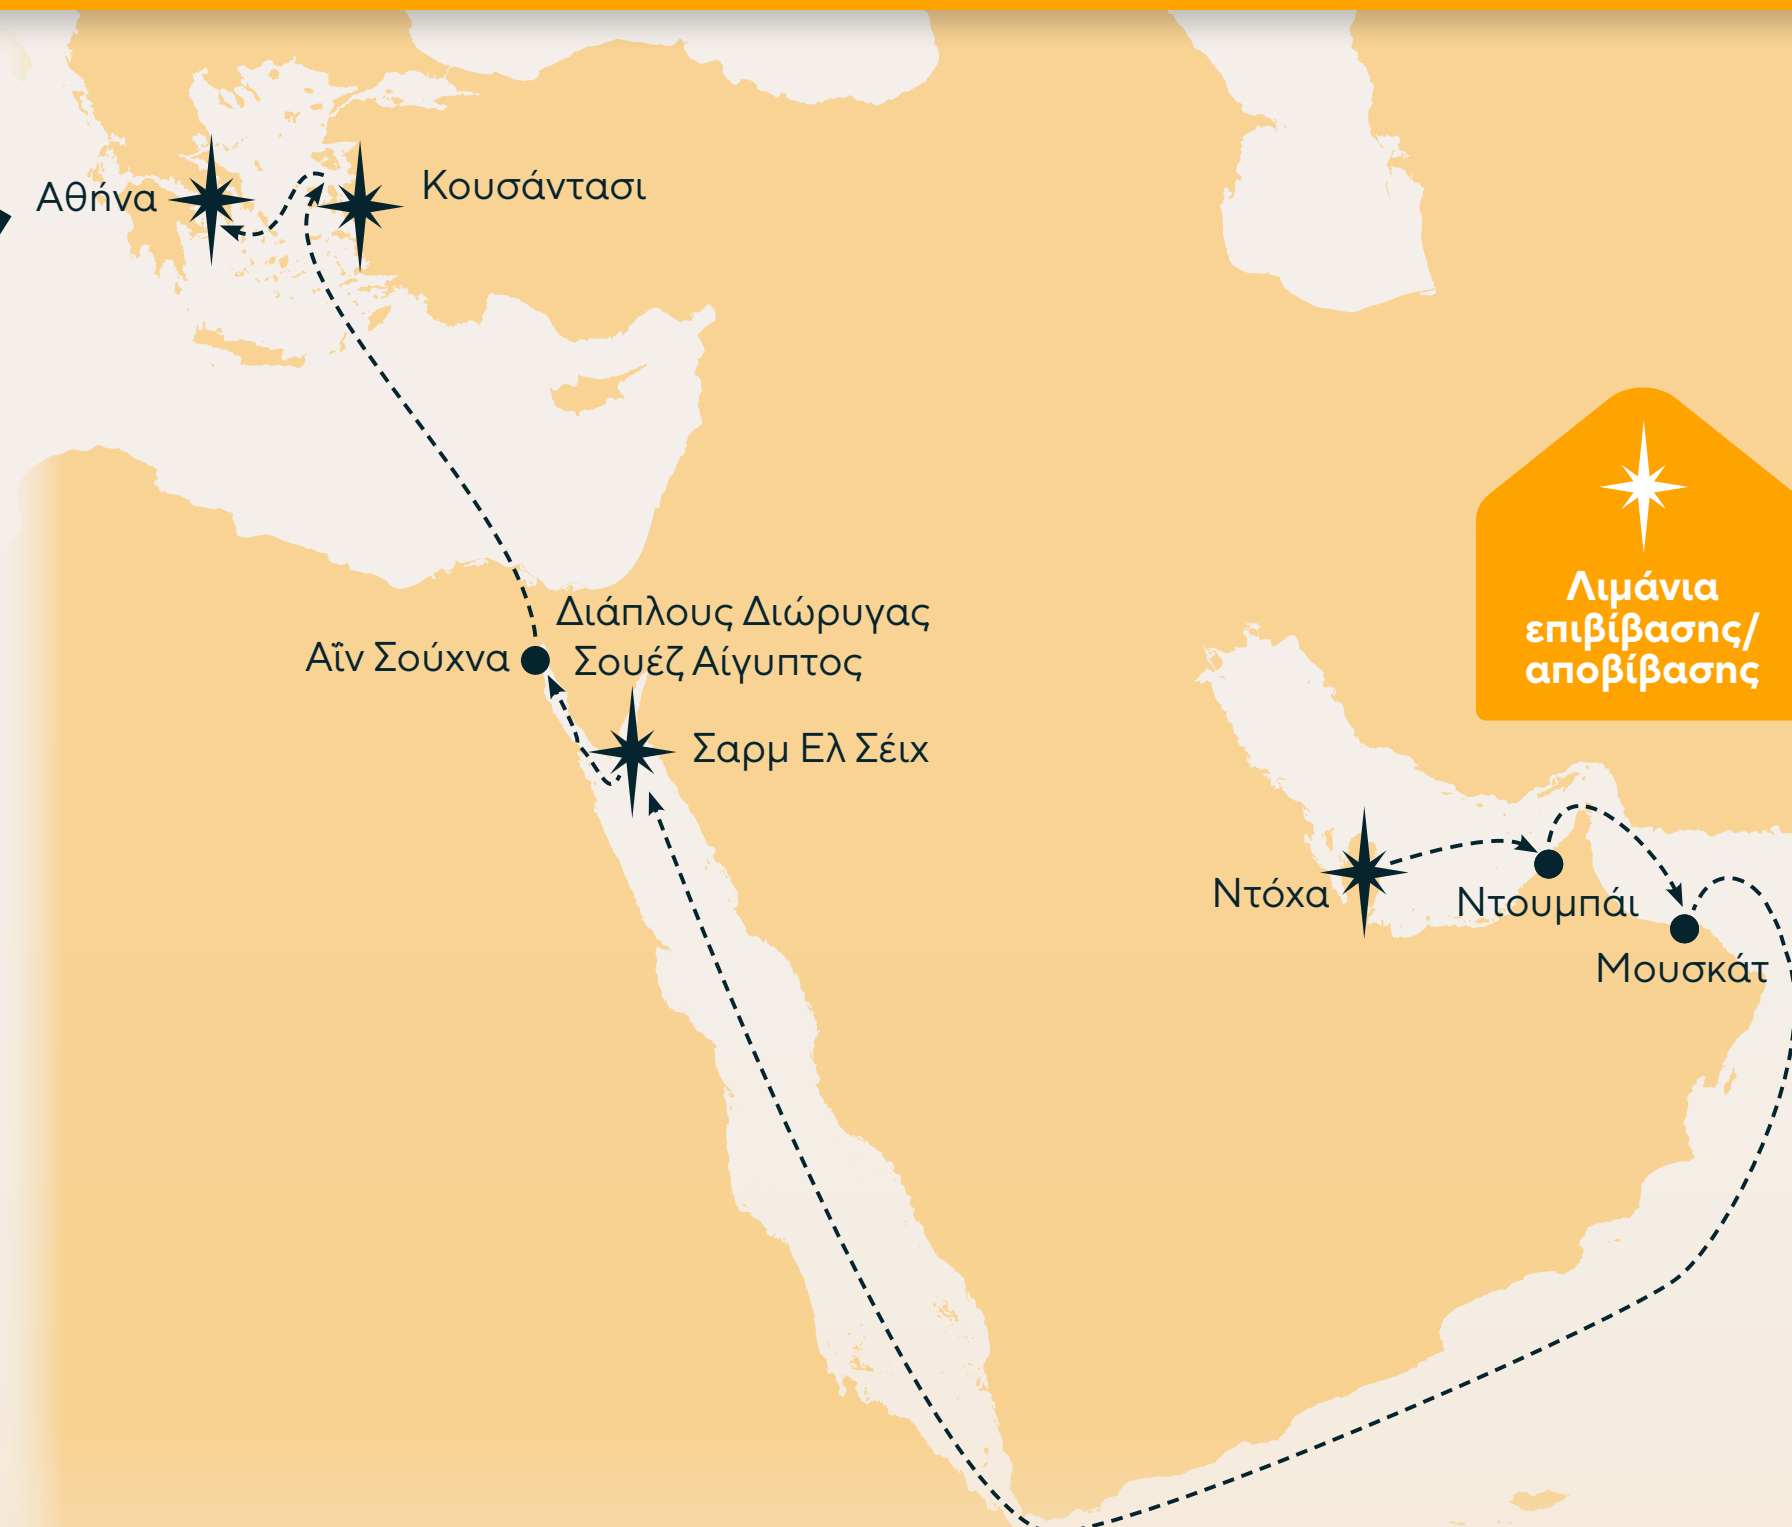 Αθήνα
Κουσάντασι
Διάπλους Διώρυγας
Αΐν Σούχνα
Σουέζ Αίγυπτος
Σαρμ Ελ Σέιχ
Λιμάνια
επιβίβασης/
αποβίβασης
Ντόχα
Ντουμπάι
Μουσκάτ